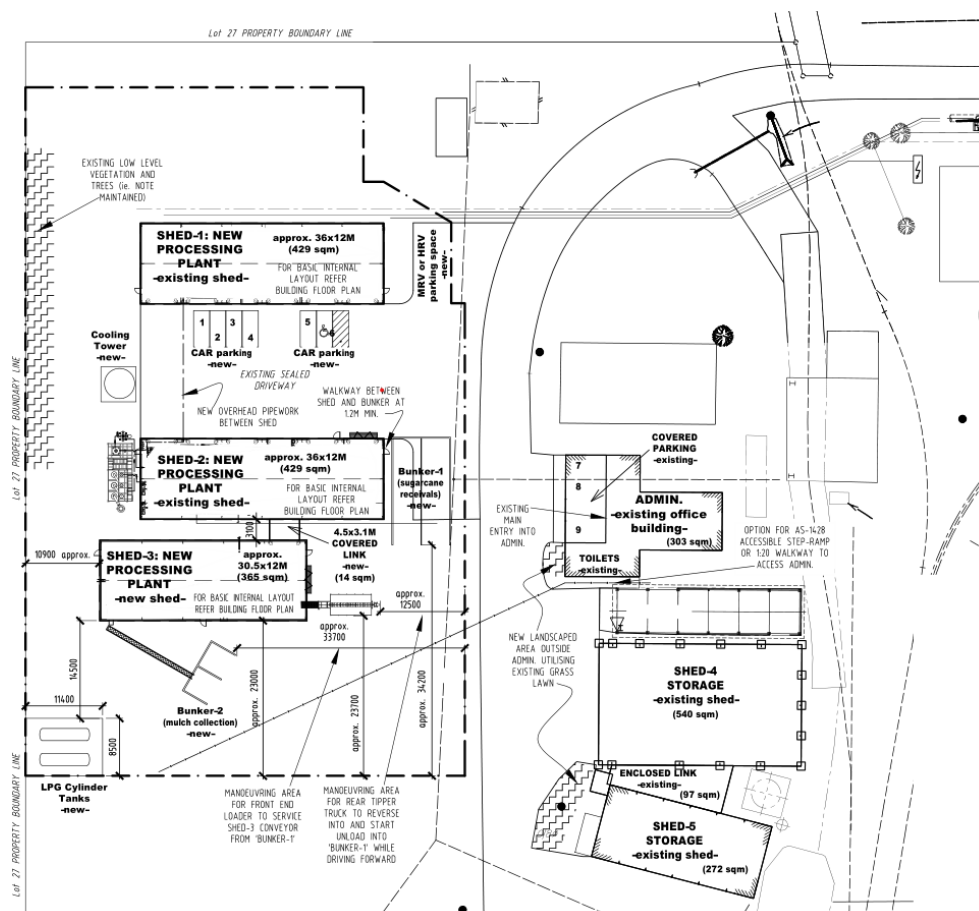 Lot 27 PROPERTY BOUNDARY LINE
EXISTING LOW LEVEL
VEGETATION AND
TREES (ie. NOTE
MAINTAINED)
SHED-1: NEW
PROCESSING
PLANT
-existing shed-
approx. 36x12M
(429 sqm)
FOR BASIC INTERNAL
LAYOUT REFER
BUILDING FLOOR PLAN
MRV or HRV
parking space
-new-
1
2
3
4
CAR parking
-new-
5
6
CAR parking
-new-
Cooling
Tower
-new-
EXISTING SEALED
DRIVEWAY
NEW OVERHEAD PIPEWORK
BETWEEN SHED
WALKWAY BETWEEN
SHED AND BUNKER AT
1.2M MIN.
Lot 27 PROPERTY BOUNDARY LINE
SHED-2: NEW
PROCESSING
PLANT
-existing shed-
approx. 36x12M
(429 sqm)
FOR BASIC INTERNAL
LAYOUT REFER
BUILDING FLOOR PLAN
Bunker-1
(sugarcane
receivals)
-new-
3100
4.5x3.1M
COVERED
LINK
-new-
(14 sqm)
10900 approx.
SHED-3: NEW
PROCESSING
PLANT
-new shed-
approx.
30.5x12M
(365 sqm)
FOR BASIC INTERNAL
LAYOUT REFER
BUILDING FLOOR PLAN
approx.
12500
approx.
33700
14500
11400
8500
Bunker-2
(mulch collection)
-new-
approx. 23000
approx. 23700
approx. 34200
LPG Cylinder
Tanks
-new-
Lot 27 PROPERTY BOUNDARY LINE
MANOEUVRING AREA
FOR FRONT END
LOADER TO SERVICE
SHED-3 CONVEYOR
FROM 'BUNKER-1'
MANOEUVRING AREA
FOR REAR TIPPER
TRUCK TO REVERSE
INTO AND START
UNLOAD INTO
'BUNKER-1' WHILE
DRIVING FORWARD
COVERED
PARKING
-existing-
7
8
9
EXISTING
MAIN
ENTRY INTO
ADMIN.
ADMIN.
-existing office
building-
(303 sqm)
TOILETS
-existing-
OPTION FOR AS-1428
ACCESSIBLE STEP-RAMP
OR 1:20 WALKWAY TO
ACCESS ADMIN.
NEW LANDSCAPED
AREA OUTSIDE
ADMIN. UTILISING
EXISTING GRASS
LAWN
SHED-4
STORAGE
-existing shed-
(540 sqm)
ENCLOSED LINK
-existing-
(97 sqm)
SHED-5
STORAGE
-existing shed-
(272 sqm)